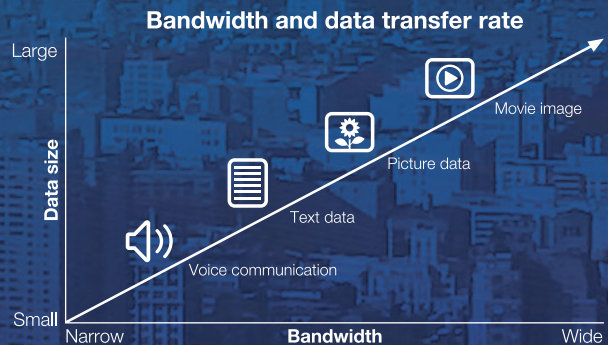 Bandwidth and data transfer rate
Large
Movie image
Picture data
Data size
Text data
Voice communication
Small
Narrow
Bandwidth
Wide